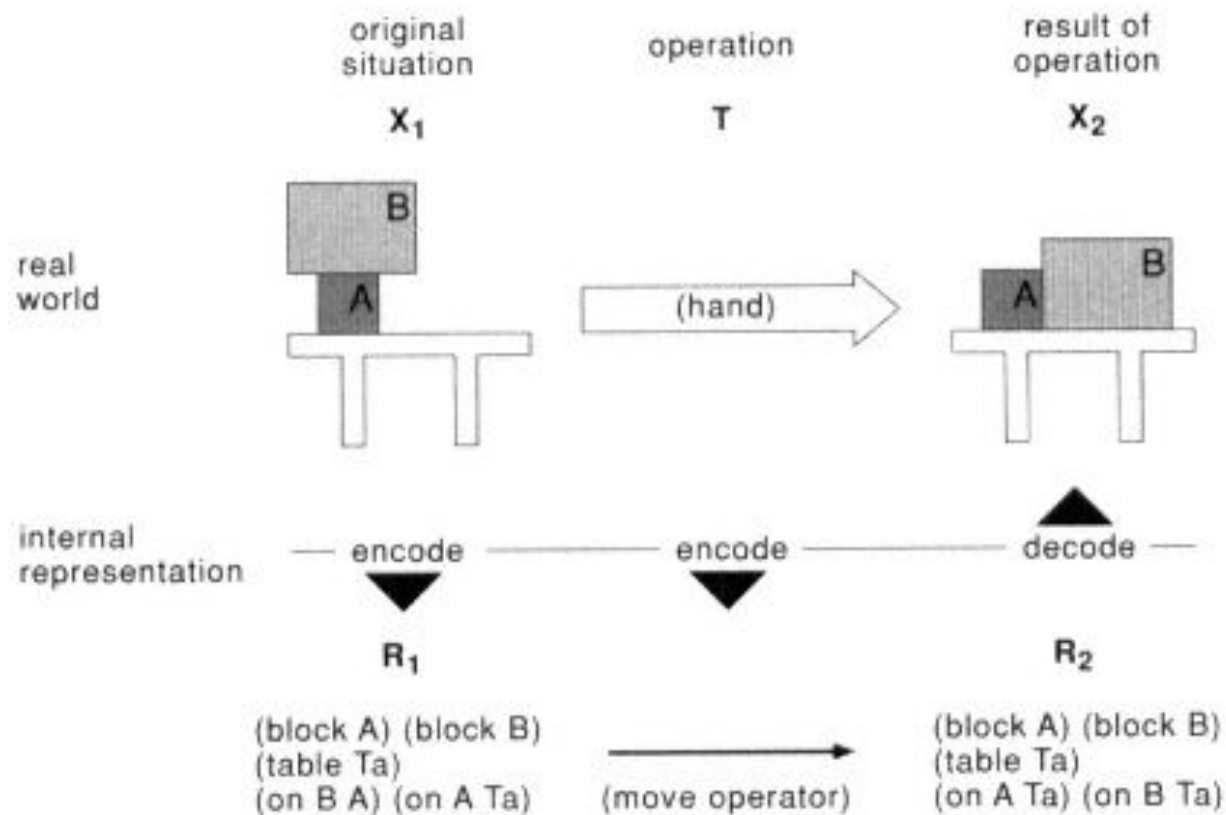 original
situation
operation
result of
operation
X₁
T
X₂
real
world
B
A
(hand)
A
B
internal
representation
encode
encode
decode
R₁
R₂
(block A) (block B)
(table Ta)
(on B A) (on A Ta)
(move operator)
(block A) (block B)
(table Ta)
(on A Ta) (on B Ta)